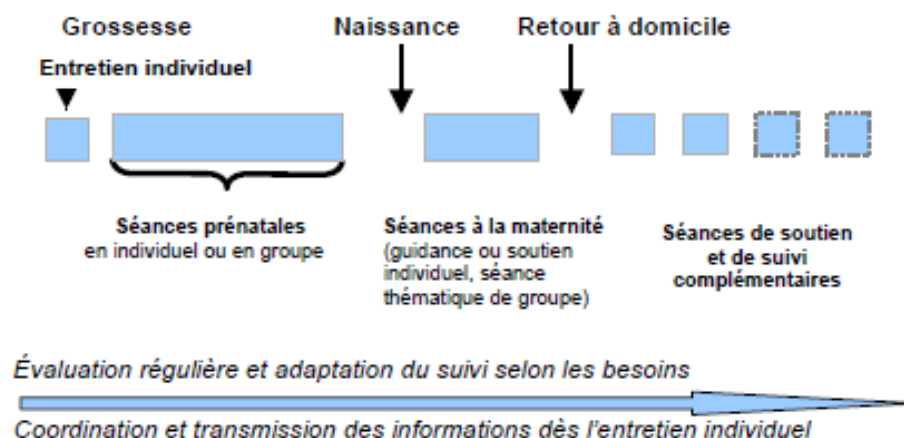 Grossesse
Naissance
Retour à domicile
Entretien individuel
Séances prénatales
en individuel ou en groupe
Séances à la maternité
(guidance ou soutien
individuel, séance
thématique de groupe)
Séances de soutien
et de suivi
complémentaires
Évaluation régulière et adaptation du suivi selon les besoins
Coordination et transmission des informations dès l'entretien individuel